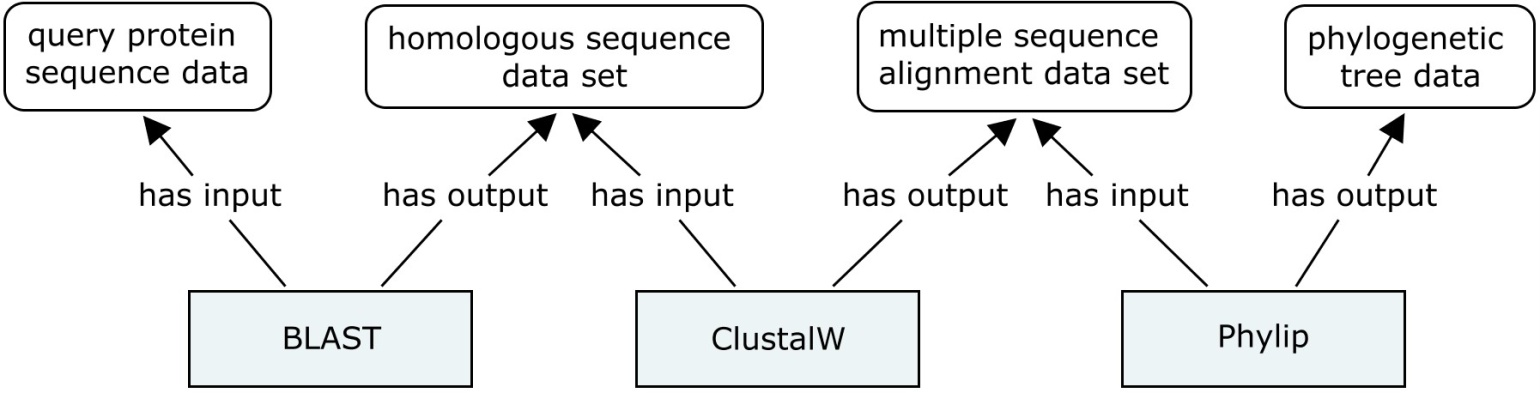 query protein
sequence data
homologous sequence
data set
multiple sequence
alignment data set
phylogenetic
tree data
has input
has output
has input
has output
has input
has output
BLAST
ClustalW
Phylip